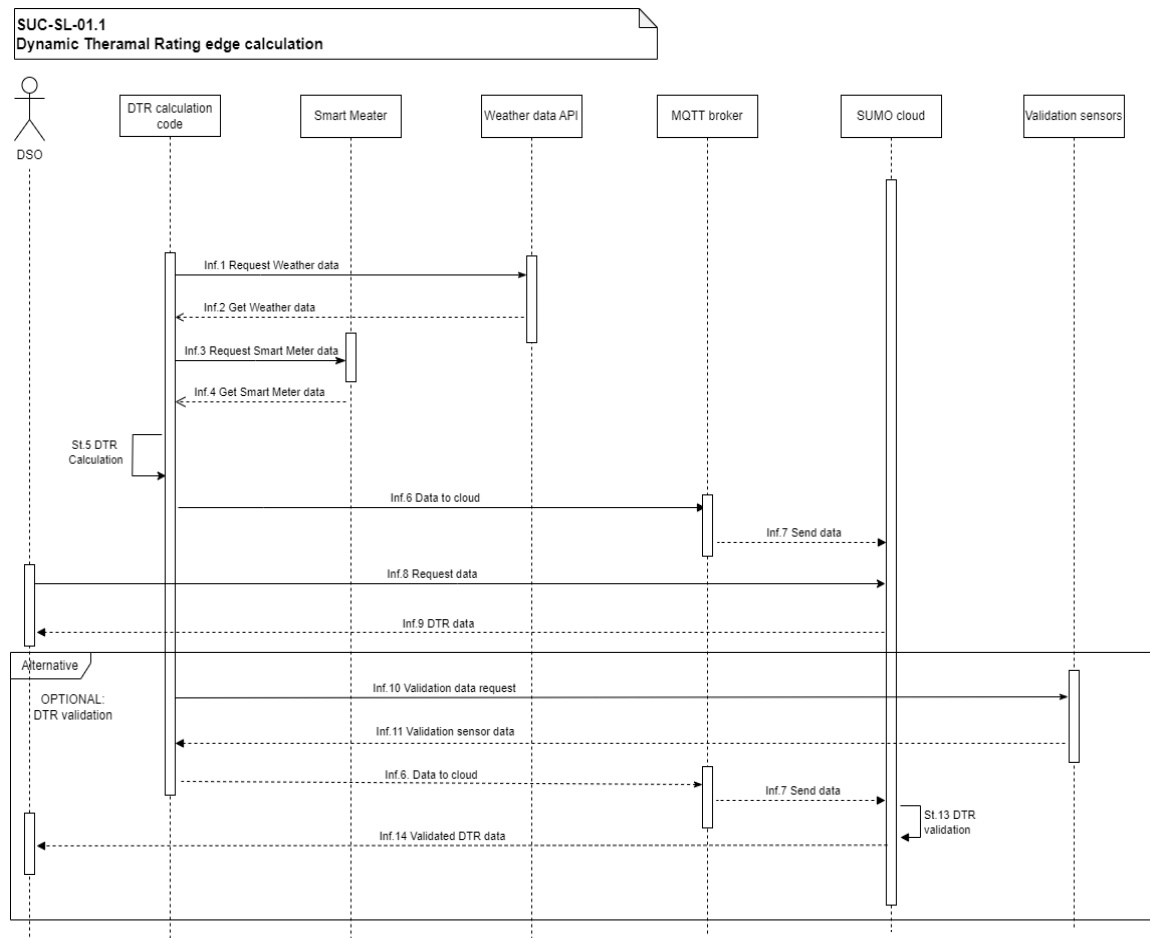 SUC-SL-01.1
Dynamic Theramal Rating edge calculation
DSO
DTR calculation
code
Smart Meater
Weather data API
MQTT broker
SUMO cloud
Validation sensors
Inf.1 Request Weather data
Inf.2 Get Weather data
Inf.3 Request Smart Meter data
Inf.4 Get Smart Meter data
St.5 DTR
Calculation
Inf.6 Data to cloud
Inf.7 Send data
Inf.8 Request data
Inf.9 DTR data
Alternative
OPTIONAL:
DTR validation
Inf.10 Validation data request
Inf.11 Validation sensor data
Inf.6. Data to cloud
Inf.7 Send data
St.13 DTR
validation
Inf.14 Validated DTR data